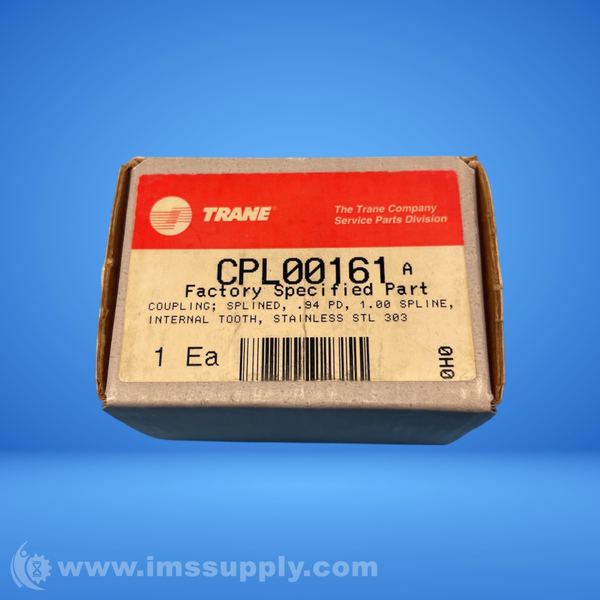 TRANE®
The Trane Company
Service Parts Division
CPL00161 A
Factory Specified Part
COUPLING; SPLINED, .94 PD, 1.00 SPLINE,
INTERNAL TOOTH, STAINLESS STL 303
1 Ea
0H0
www.imssupply.com